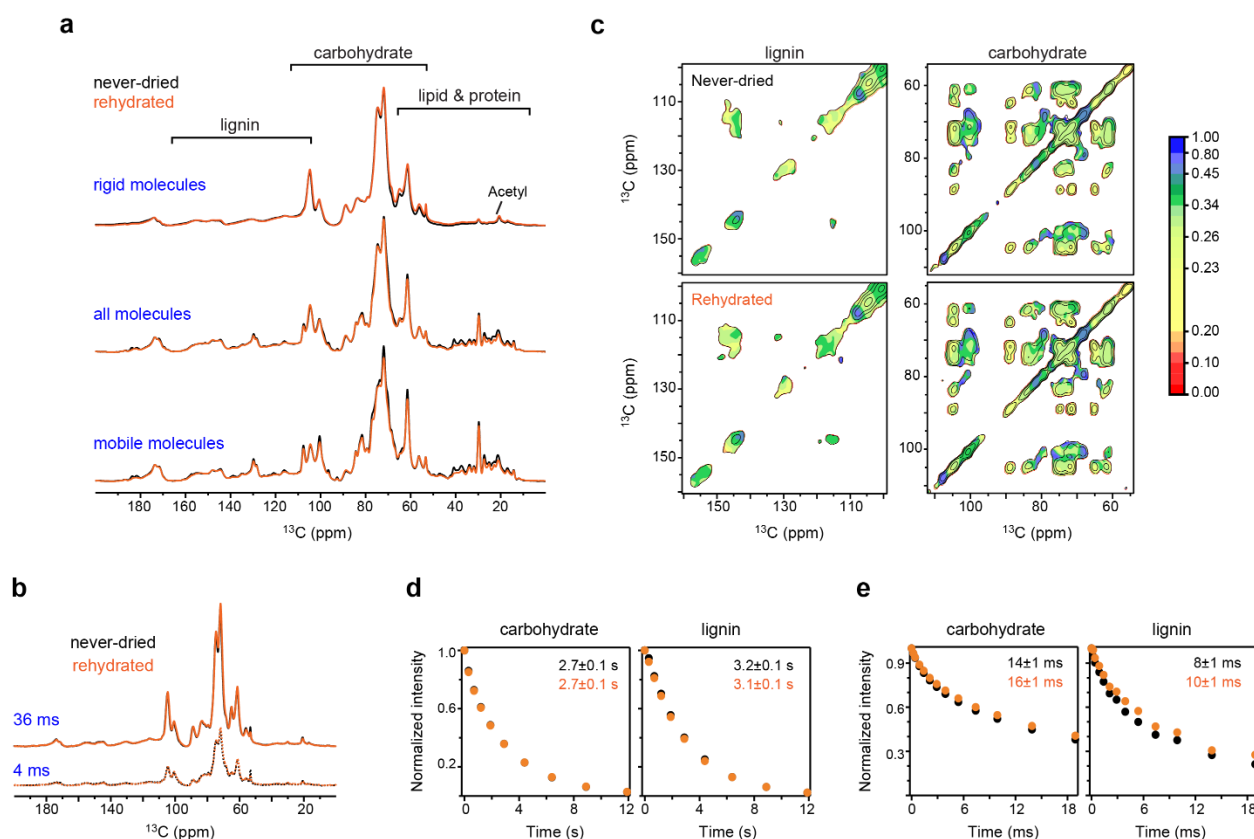 a
carbohydrate
never-dried
rehydrated
lipid & protein
lignin
rigid molecules
Acetyl
all molecules
mobile molecules
180 160 140 120 100 80 60 40 20
13C (ppm)
b
never-dried
rehydrated
36 ms
4 ms
180 100 60 20
13C (ppm)
c
lignin
carbohydrate
Never-dried
110
130
150
13C (ppm)
60
80
100
13C (ppm)
1.00
0.80
0.45
0.34
0.26
0.23
0.20
0.10
0.00
Rehydrated
110
130
150
13C (ppm)
60
80
100
150 130 110
100 80 60
13C (ppm)
13C (ppm)
d
carbohydrate
lignin
Normalized intensity
1.0
0.6
0.2
2.7±0.1 s
2.7±0.1 s
3.2±0.1 s
3.1±0.1 s
0 4 8 12
0 4 8 12
Time (s)
Time (s)
e
carbohydrate
lignin
Normalized intensity
0.9
0.6
0.3
14±1 ms
16±1 ms
8±1 ms
10±1 ms
0 6 12 18
0 6 12 18
Time (ms)
Time (ms)